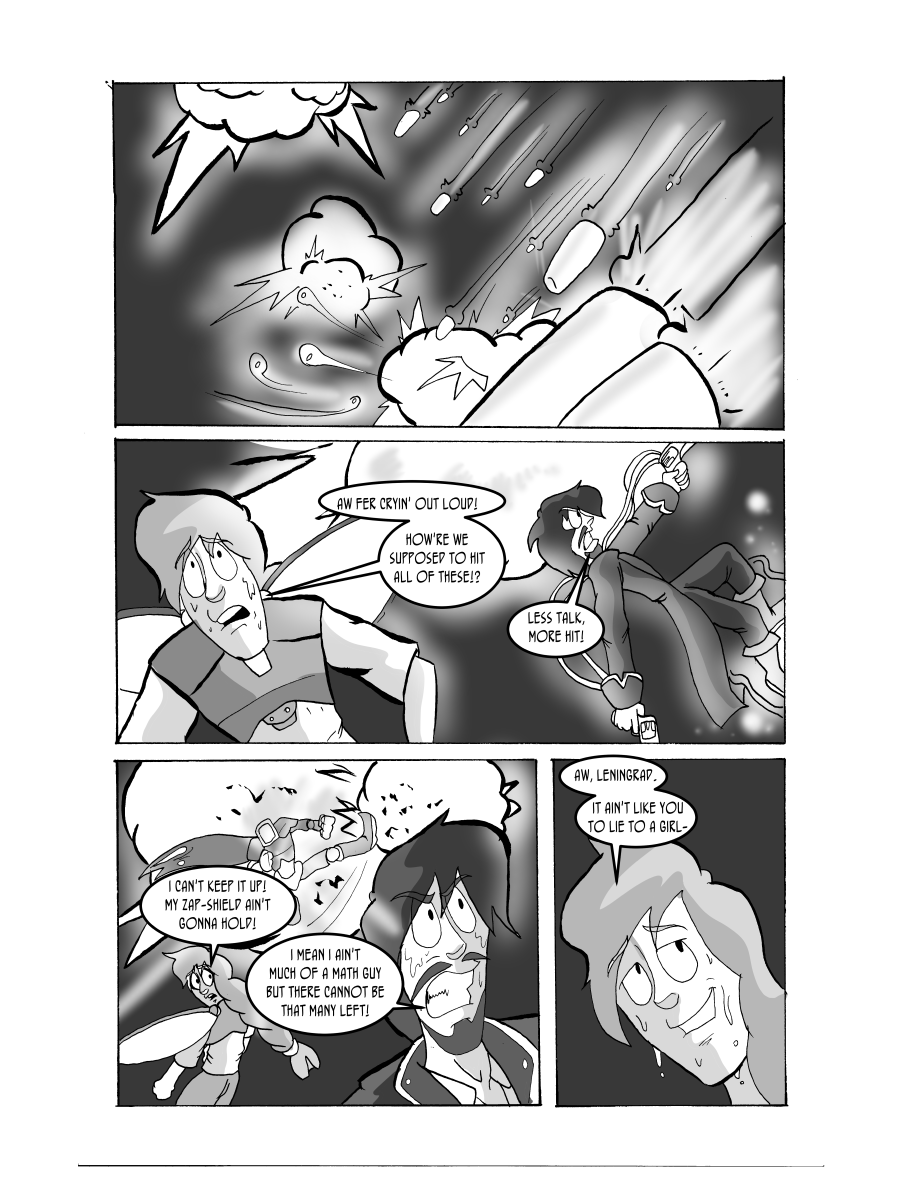 AW FER CRYIN' OUT LOUD!
HOW'RE WE
SUPPOSED TO HIT
ALL OF THESE!?
LESS TALK,
MORE HIT!
I CAN'T KEEP IT UP!
MY ZAP-SHIELD AIN'T
GONNA HOLD!
I MEAN I AIN'T
MUCH OF A MATH GUY
BUT THERE CANNOT BE
THAT MANY LEFT!
AW, LENINGRAD.
IT AIN'T LIKE YOU
TO LIE TO A GIRL-